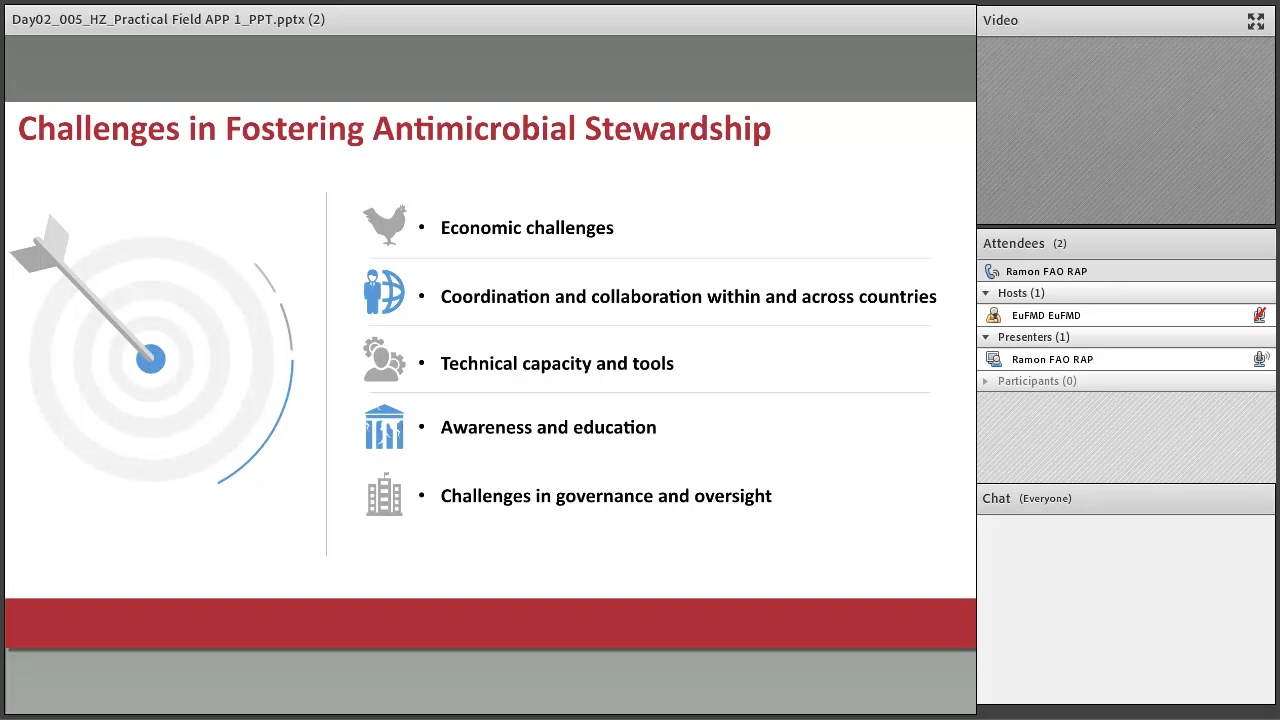 Day02_005_HZ_Practical Field APP 1_PPT.pptx (2)
Challenges in Fostering Antimicrobial Stewardship
• Economic challenges
• Coordination and collaboration within and across countries
• Technical capacity and tools
• Awareness and education
• Challenges in governance and oversight
Video
Attendees (2)
Ramon FAO RAP
Hosts (1)
EuFMD EuFMD
Presenters (1)
Ramon FAO RAP
Participants (0)
Chat (Everyone)